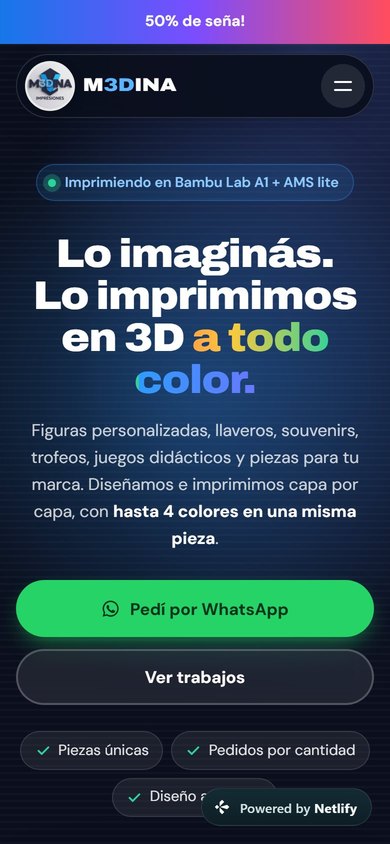 50% de seña!
M3DNA
IMPRESIONES
M3DINA
Imprimiendo en Bambu Lab A1 + AMS lite
Lo imaginás.
Lo imprimimos
en 3D a todo
color.
Figuras personalizadas, llaveros, souvenirs,
trofeos, juegos didácticos y piezas para tu
marca. Diseñamos e imprimimos capa por
capa, con hasta 4 colores en una misma
pieza.
Pedí por WhatsApp
Ver trabajos
Piezas únicas
Pedidos por cantidad
Diseño
Powered by Netlify